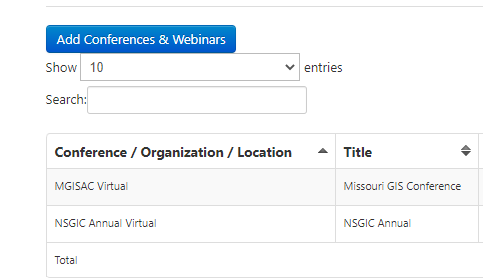 Add Conferences & Webinars
Show 10 entries
Search:
Conference / Organization / Location Title
MGISAC Virtual Missouri GIS Conference
NSGIC Annual Virtual NSGIC Annual
Total